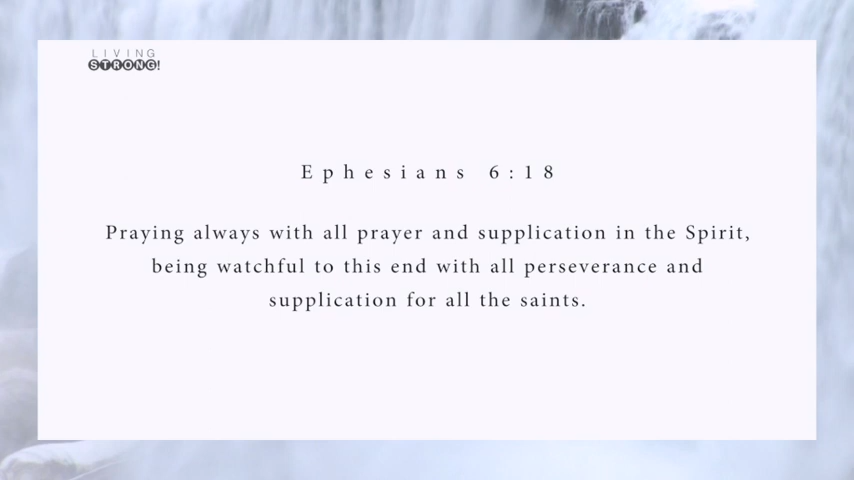 LIVING
STRONG!
Ephesians 6:18
Praying always with all prayer and supplication in the Spirit,
being watchful to this end with all perseverance and
supplication for all the saints.